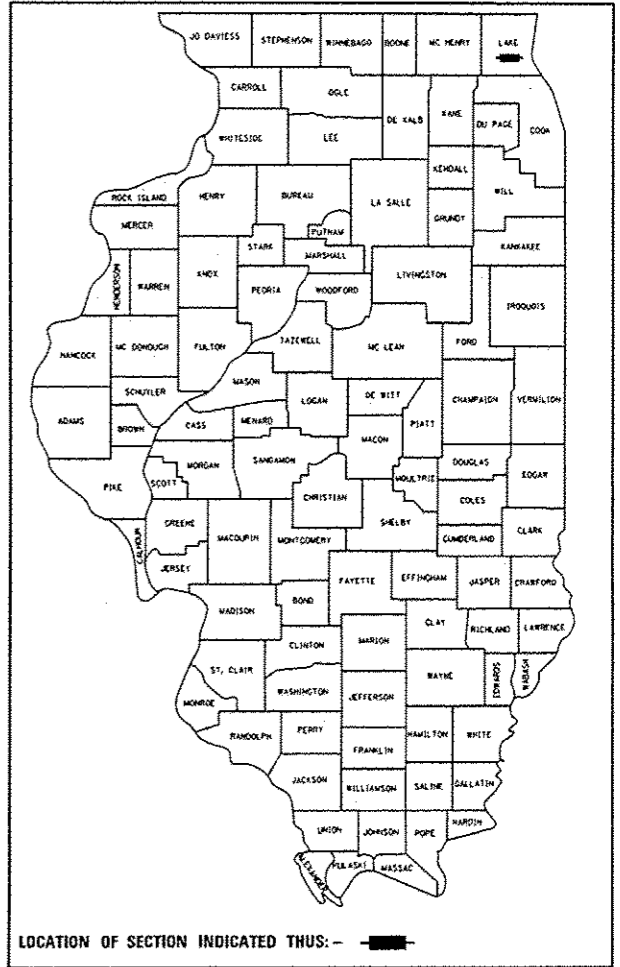 JO DAVIESS STEPHENSON WINNEBAGO BOONE MC HENRY LAKE
CARROLL OGLE
DE KALB KANE DU PAGE COOK
WHITESIDE LEE
KENDALL
ROCK ISLAND HENRY BUREAU LA SALLE GRUNDY WILL
MERCER PUTNAM
STARK MARSHALL KANKAKEE
HENDERSON WARREN KNOX PEORIA WOODFORD LIVINGSTON IROQUOIS
HANCOCK MC DONOUGH FULTON TAZEWELL MC LEAN FORD
MASON
SCHUYLER LOGAN DE WITT CHAMPAIGN VERMILION
ADAMS BROWN CASS MENARD MACON PIATT
MORGAN SANGAMON DOUGLAS
PIKE SCOTT CHRISTIAN MOULTRIE COLES EDGAR
CALHOUN GREENE MACOUPIN MONTGOMERY SHELBY CUMBERLAND CLARK
JERSEY
FAYETTE EFFINGHAM JASPER CRAWFORD
MADISON BOND
CLAY RICHLAND LAWRENCE
CLINTON MARION
ST. CLAIR WAYNE EDWARDS WABASH
WASHINGTON JEFFERSON
MONROE
RANDOLPH PERRY HAMILTON WHITE
FRANKLIN
JACKSON WILLIAMSON SALINE GALLATIN
UNION JOHNSON POPE HARDIN
ALEXANDER PULASKI MASSAC
LOCATION OF SECTION INDICATED THUS: -